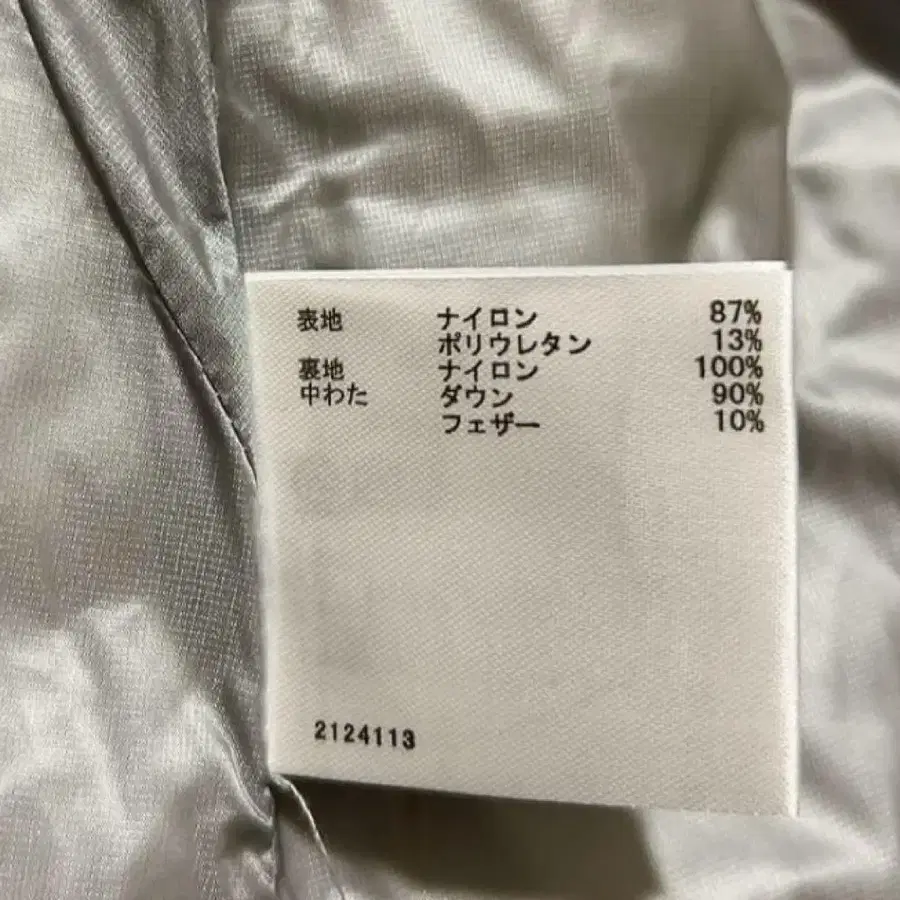 表地 ナイロン 87%
ポリウレタン 13%
裏地 ナイロン 100%
中わた ダウン 90%
フェザー 10%
2124113